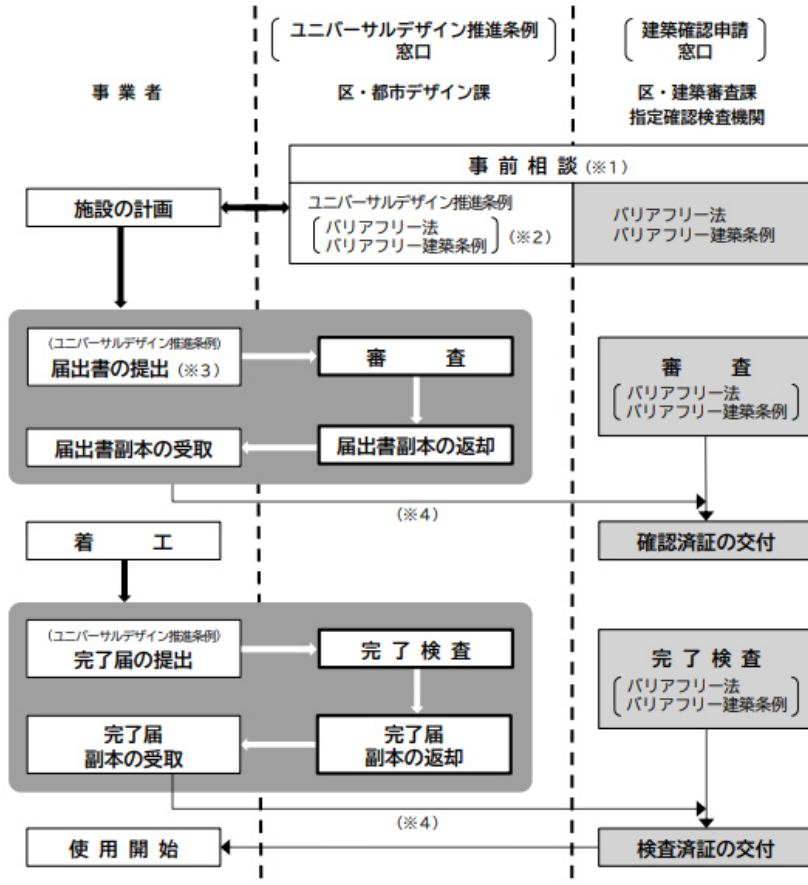 ユニバーサルデザイン推進条例
窓口
建築確認申請
窓口
事 業 者
区・都市デザイン課
区・建築審査課
指定確認検査機関
事 前 相 談 (※1)
施設の計画
ユニバーサルデザイン推進条例
バリアフリー法
バリアフリー建築条例
(※2)
バリアフリー法
バリアフリー建築条例
(ユニバーサルデザイン推進条例)
届出書の提出 (※3)
審 査
審 査
バリアフリー法
バリアフリー建築条例
届出書副本の受取
届出書副本の返却
(※4)
着 工
確認済証の交付
(ユニバーサルデザイン推進条例)
完了届の提出
完 了 検 査
完 了 検 査
バリアフリー法
バリアフリー建築条例
完了届
副本の受取
完了届
副本の返却
(※4)
使 用 開 始
検査済証の交付